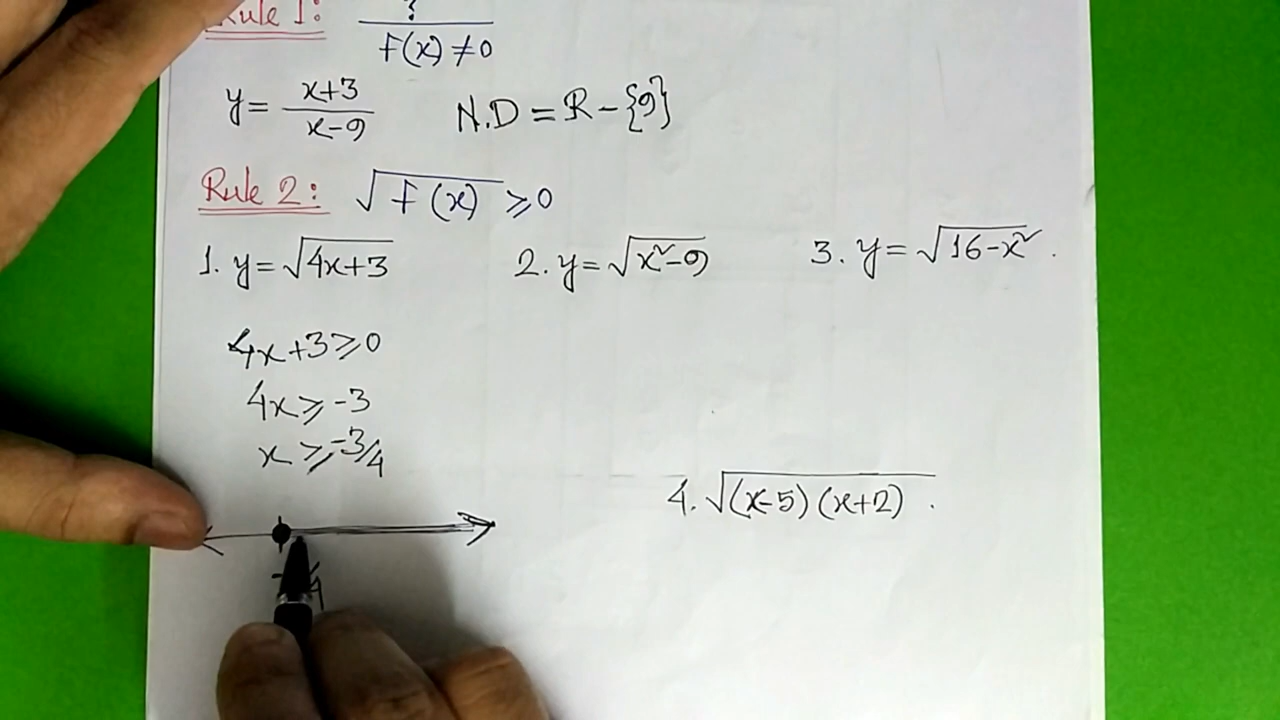 Rule 1: ?
F(x) ≠ 0
y = x+3 / x-9 N.D = R - {9}
Rule 2: √F(x) ≥ 0
1. y = √4x+3 2. y = √x²-9 3. y = √16-x² .
4x+3 ≥ 0
4x ≥ -3
x ≥ -3/4
4. √(x-5)(x+2) .